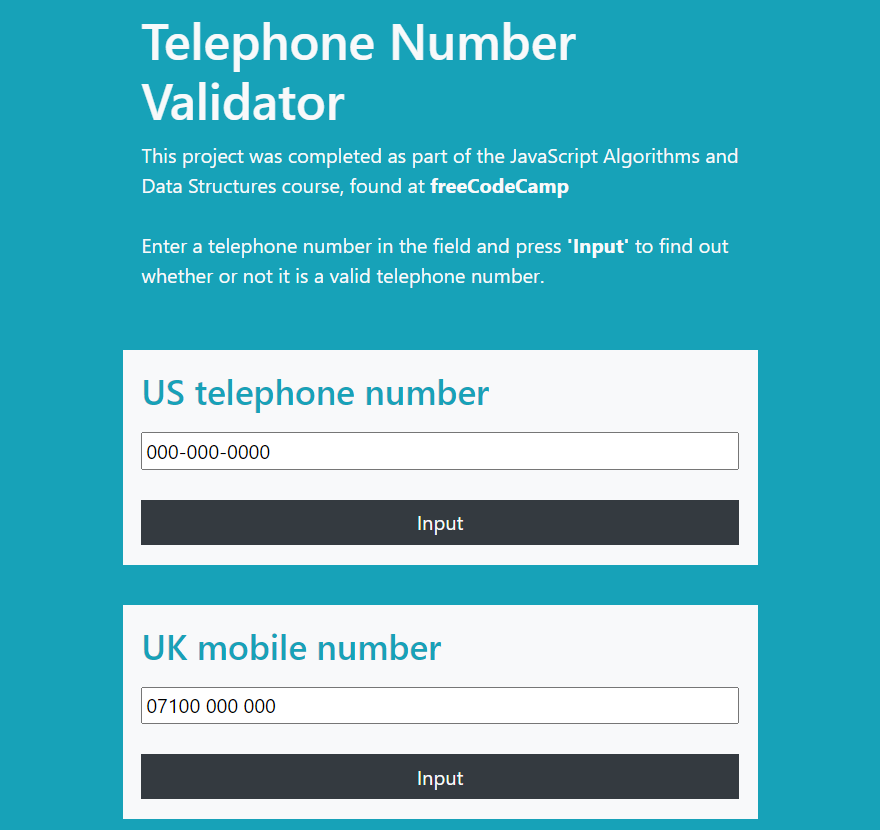 Telephone Number
Validator
This project was completed as part of the JavaScript Algorithms and
Data Structures course, found at freeCodeCamp
Enter a telephone number in the field and press 'Input' to find out
whether or not it is a valid telephone number.
US telephone number
000-000-0000
Input
UK mobile number
07100 000 000
Input